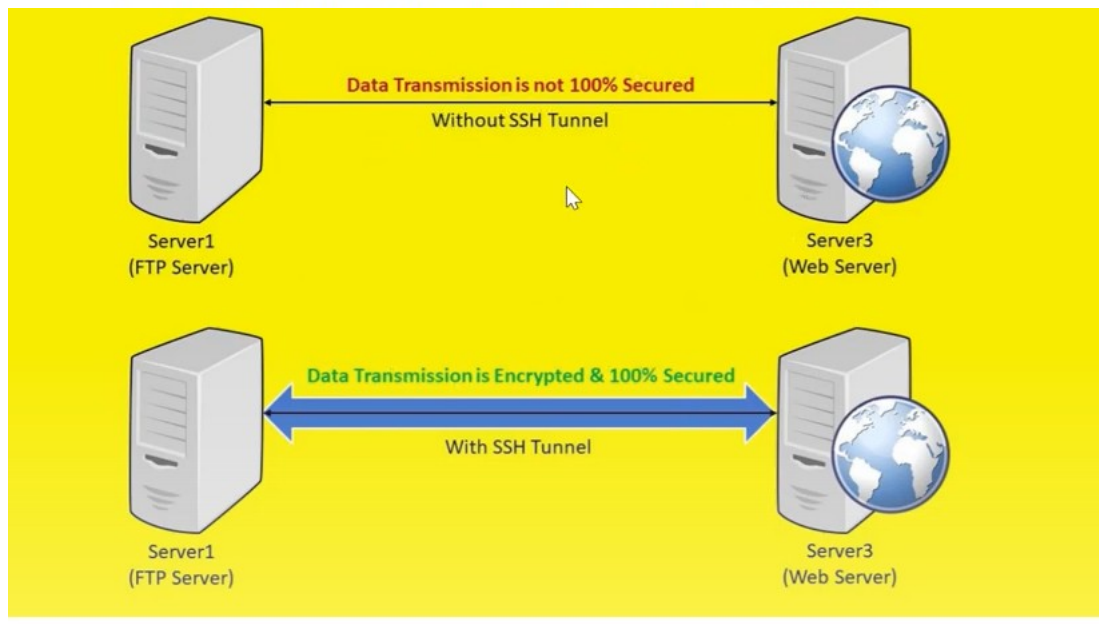 Data Transmission is not 100% Secured
Without SSH Tunnel
Server1
(FTP Server)
Server3
(Web Server)
Data Transmission is Encrypted & 100% Secured
With SSH Tunnel
Server1
(FTP Server)
Server3
(Web Server)